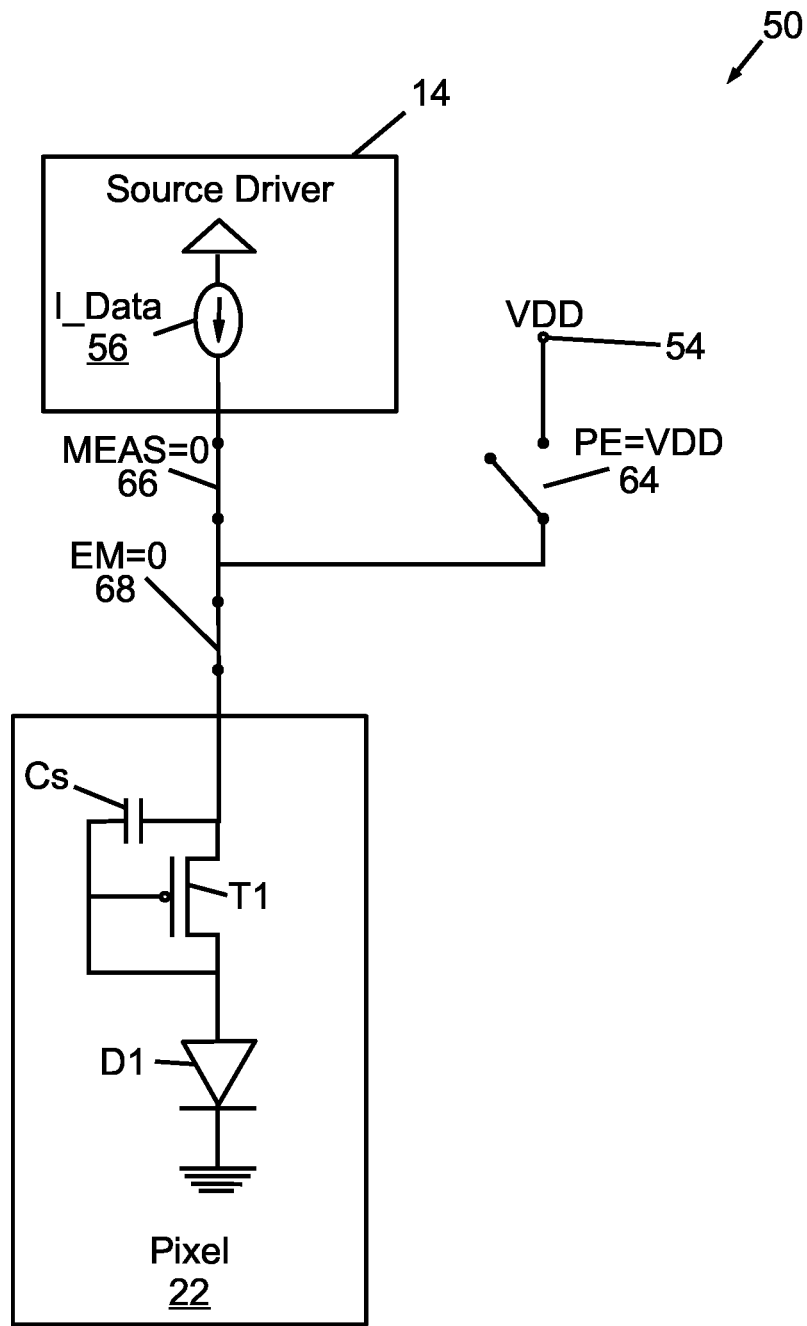 50
14
Source Driver
I_Data
56
VDD
54
MEAS=0
66
PE=VDD
64
EM=0
68
Cs
T1
D1
Pixel
22